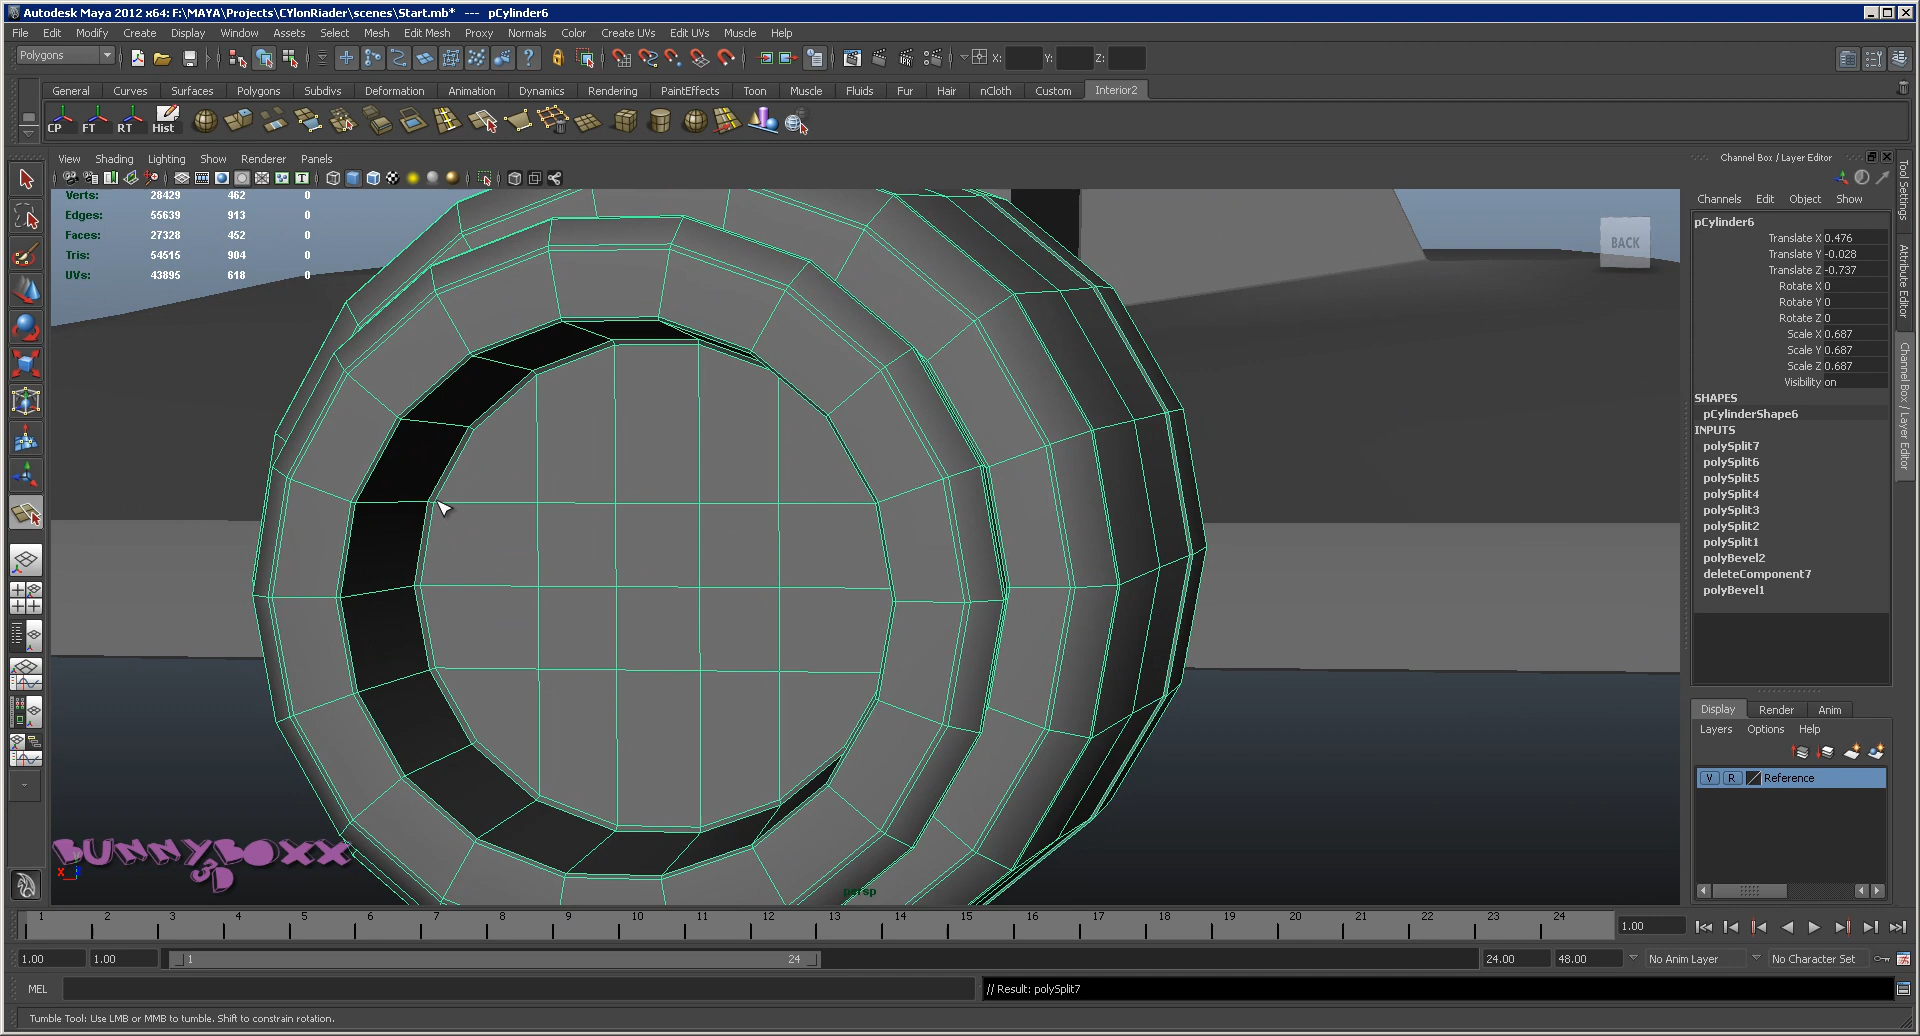 Autodesk Maya 2012 x64: F:\MAYA\Projects\CYlonRiader\scenes\Start.mb*   ---   pCylinder6
File Edit Modify Create Display Window Assets Select Mesh Edit Mesh Proxy Normals Color Create UVs Edit UVs Muscle Help
Polygons X: Y: Z:
General Curves Surfaces Polygons Subdivs Deformation Animation Dynamics Rendering PaintEffects Toon Muscle Fluids Fur Hair nCloth Custom Interior2
CP FT RT Hist
View Shading Lighting Show Renderer Panels
Verts: 28429 462 0
Edges: 55639 913 0
Faces: 27328 452 0
Tris: 54515 904 0
UVs: 43895 618 0
BACK
BUNNYBOXX
3D
X
persp
Channel Box / Layer Editor
Channels Edit Object Show
pCylinder6
Translate X 0.476
Translate Y -0.028
Translate Z -0.737
Rotate X 0
Rotate Y 0
Rotate Z 0
Scale X 0.687
Scale Y 0.687
Scale Z 0.687
Visibility on
SHAPES
pCylinderShape6
INPUTS
polySplit7
polySplit6
polySplit5
polySplit4
polySplit3
polySplit2
polySplit1
polyBevel2
deleteComponent7
polyBevel1
Display Render Anim
Layers Options Help
V R Reference
Tool Settings
Attribute Editor
Channel Box / Layer Editor
1 2 3 4 5 6 7 8 9 10 11 12 13 14 15 16 17 18 19 20 21 22 23 24
1.00
1.00 1.00 1 24 24.00 48.00 No Anim Layer No Character Set
MEL // Result: polySplit7
Tumble Tool: Use LMB or MMB to tumble. Shift to constrain rotation.